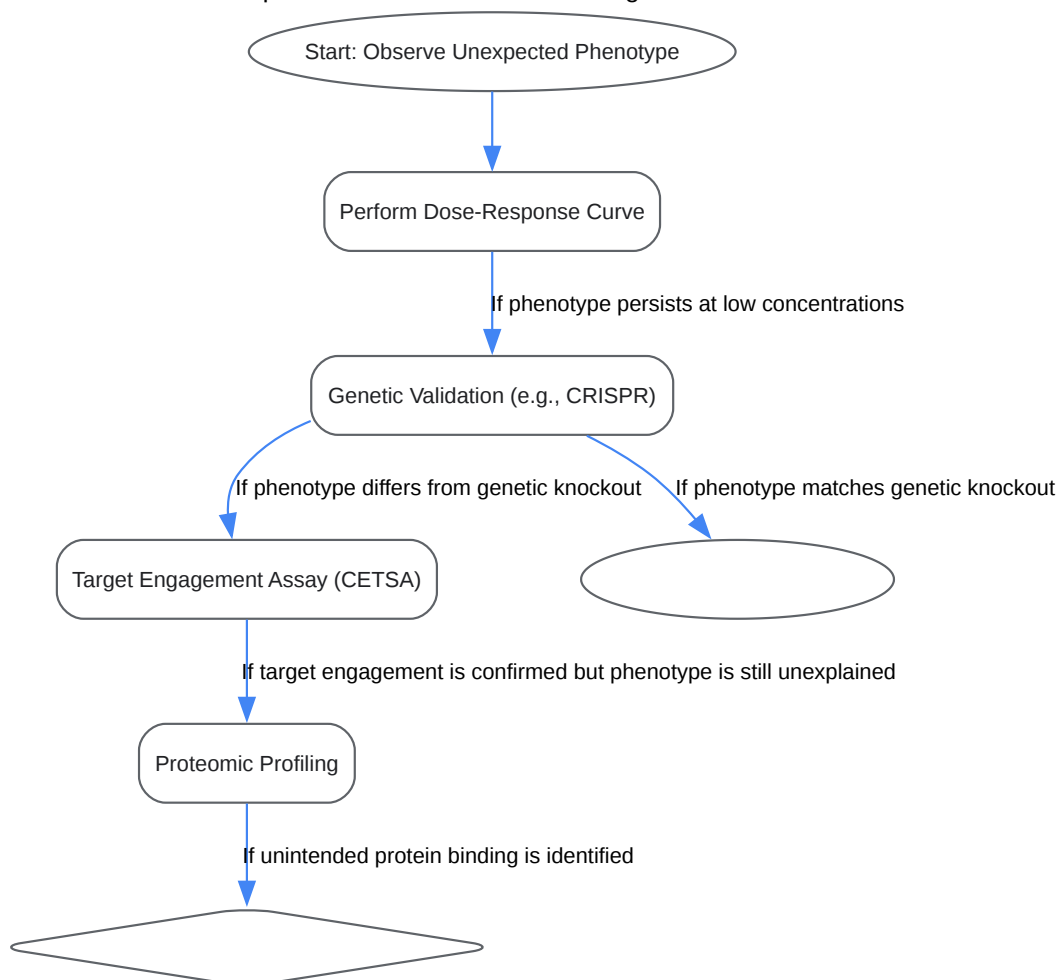 Start: Observe Unexpected Phenotype
Perform Dose-Response Curve
If phenotype persists at low concentrations
Genetic Validation (e.g., CRISPR)
If phenotype differs from genetic knockout
If phenotype matches genetic knockout
Target Engagement Assay (CETSA)
If target engagement is confirmed but phenotype is still unexplained
Proteomic Profiling
If unintended protein binding is identified